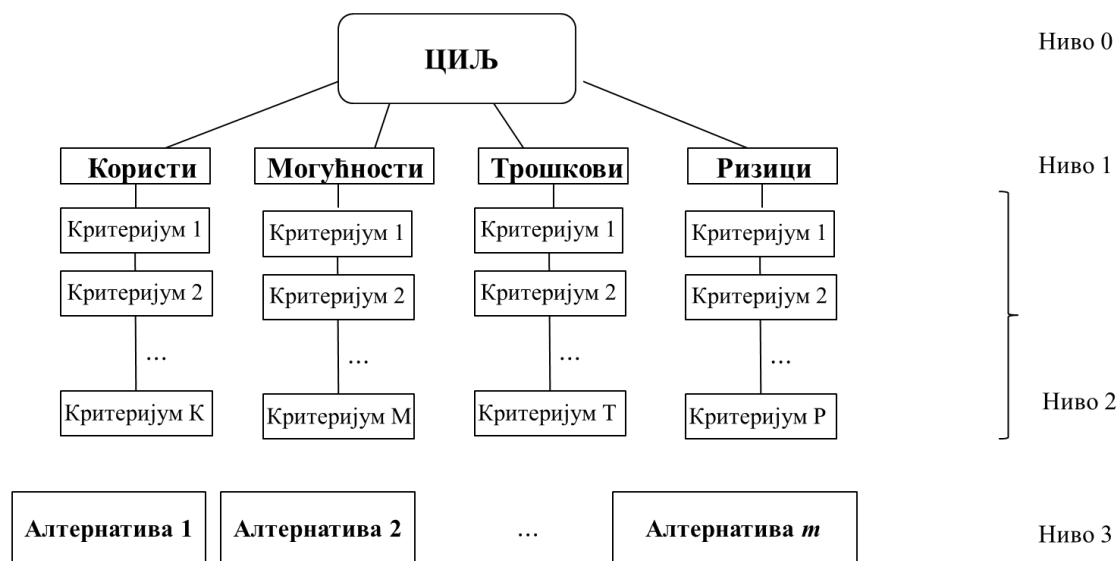 ЦИЉ
Ниво 0
Користи
Могућности
Трошкови
Ризици
Ниво 1
Критеријум 1
Критеријум 1
Критеријум 1
Критеријум 1
Критеријум 2
Критеријум 2
Критеријум 2
Критеријум 2
...
...
...
...
Критеријум К
Критеријум М
Критеријум Т
Критеријум Р
Ниво 2
Алтернатива 1
Алтернатива 2
...
Алтернатива m
Ниво 3